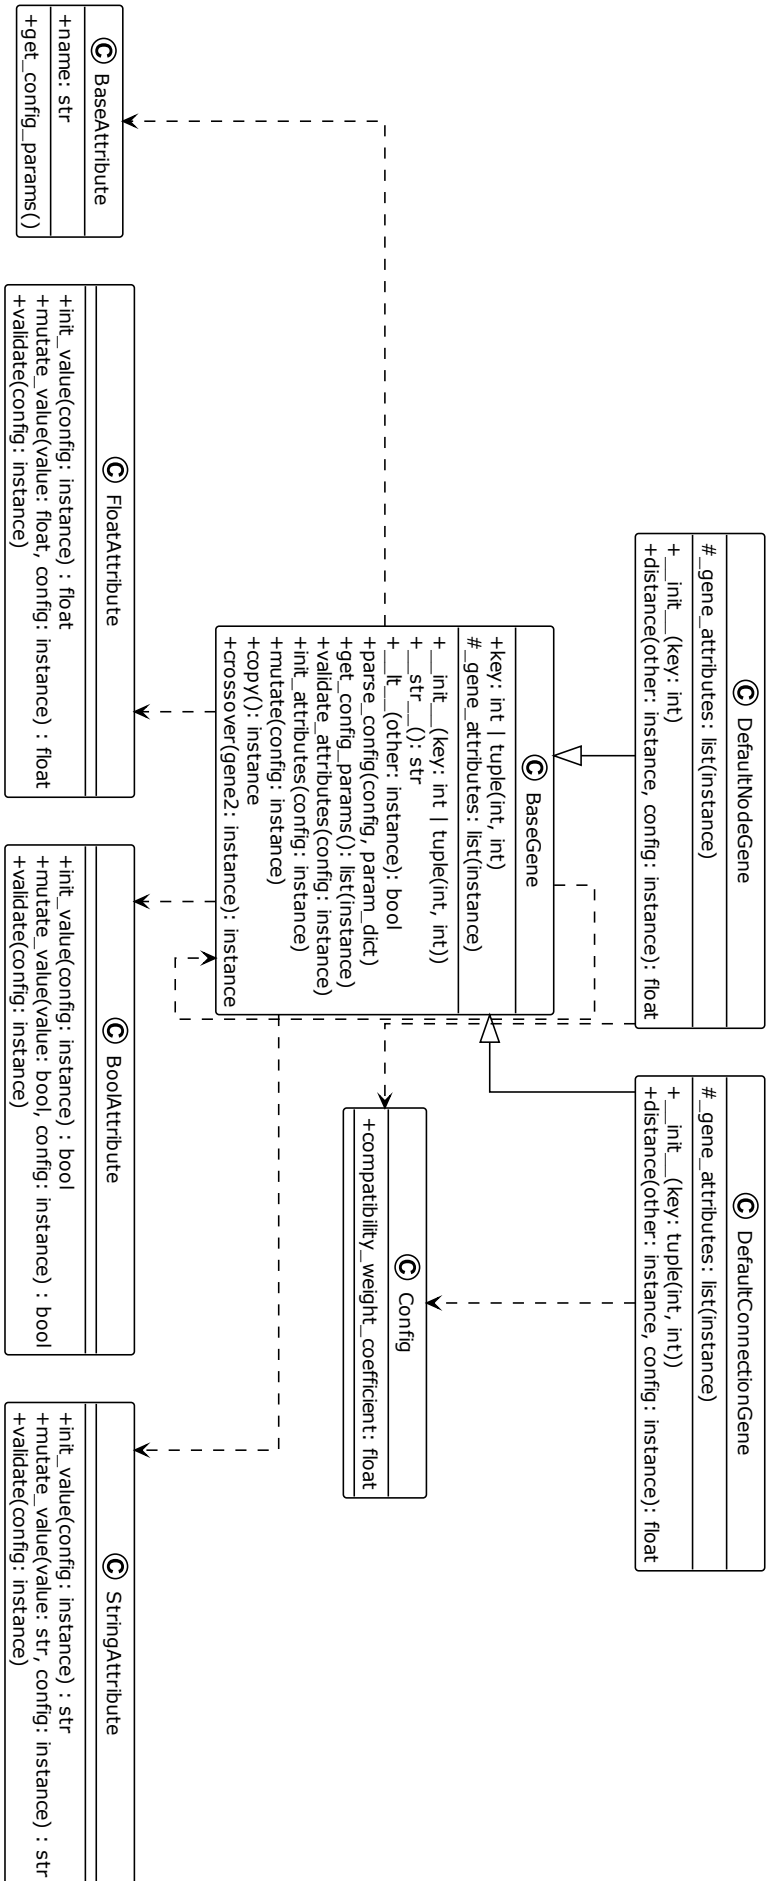 C BaseAttribute
+name: str
+get_config_params()
C FloatAttribute
+init_value(config: instance) : float
+mutate_value(value: float, config: instance) : float
+validate(config: instance)
C BoolAttribute
+init_value(config: instance) : bool
+mutate_value(value: bool, config: instance) : bool
+validate(config: instance)
C StringAttribute
+init_value(config: instance) : str
+mutate_value(value: str, config: instance) : str
+validate(config: instance)
C BaseGene
+key: int | tuple(int, int)
#_gene_attributes: list(instance)
+__init__(key: int | tuple(int, int))
+__str__(): str
+__lt__(other: instance): bool
+parse_config(config, param_dict)
+get_config_params(): list(instance)
+validate_attributes(config: instance)
+init_attributes(config: instance)
+mutate(config: instance)
+copy(): instance
+crossover(gene2: instance): instance
C Config
+compatibility_weight_coefficient: float
C DefaultNodeGene
#_gene_attributes: list(instance)
+__init__(key: int)
+distance(other: instance, config: instance): float
C DefaultConnectionGene
#_gene_attributes: list(instance)
+__init__(key: tuple(int, int))
+distance(other: instance, config: instance): float